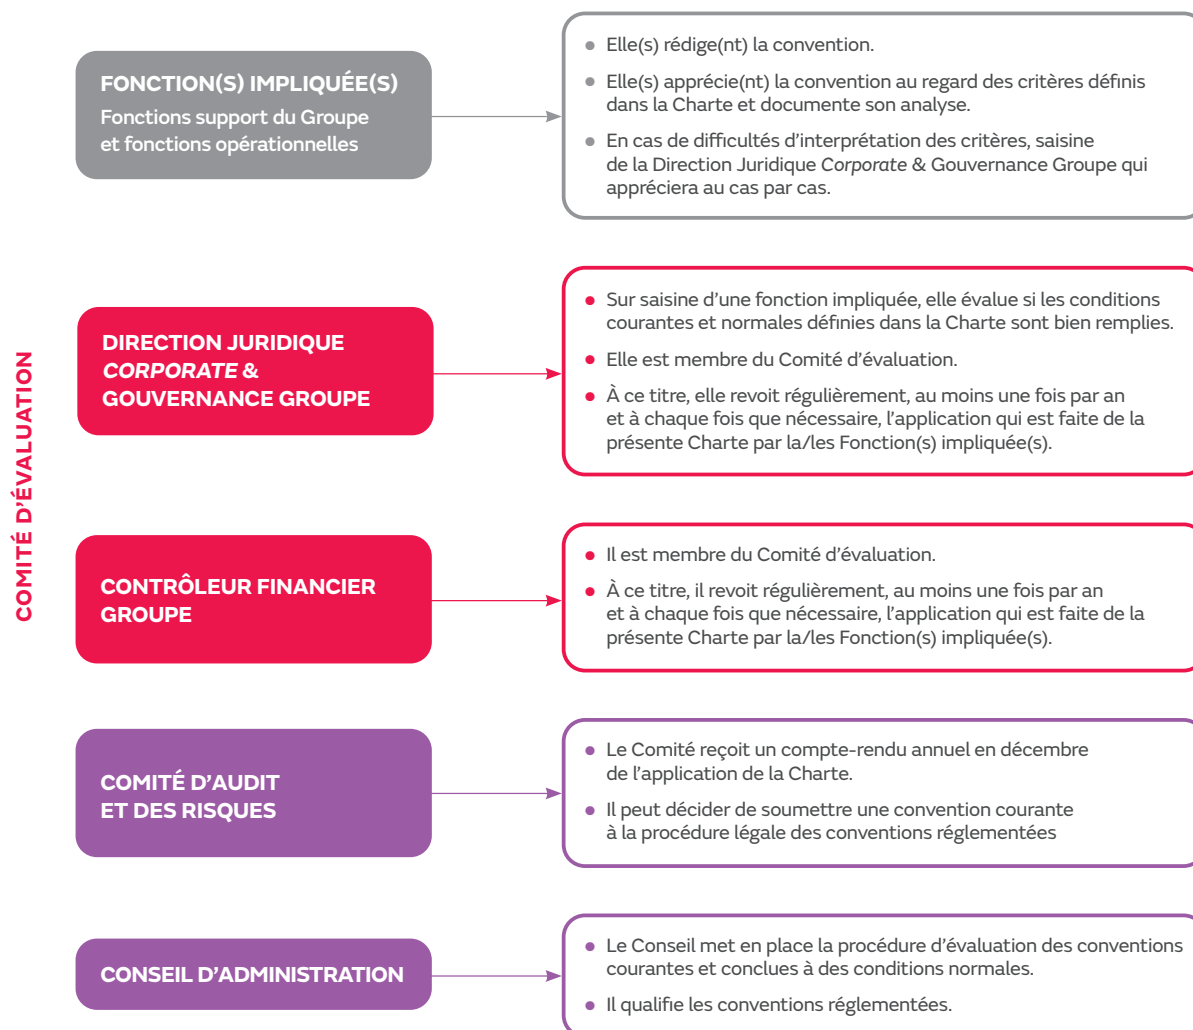 FONCTION(S) IMPLIQUÉE(S)
Fonctions support du Groupe
et fonctions opérationnelles
● Elle(s) rédige(nt) la convention.
● Elle(s) apprécie(nt) la convention au regard des critères définis
dans la Charte et documente son analyse.
● En cas de difficultés d’interprétation des critères, saisine
de la Direction Juridique Corporate & Gouvernance Groupe qui
appréciera au cas par cas.
COMITÉ D’ÉVALUATION
DIRECTION JURIDIQUE
CORPORATE &
GOUVERNANCE GROUPE
● Sur saisine d’une fonction impliquée, elle évalue si les conditions
courantes et normales définies dans la Charte sont bien remplies.
● Elle est membre du Comité d’évaluation.
● À ce titre, elle revoit régulièrement, au moins une fois par an
et à chaque fois que nécessaire, l’application qui est faite de la
présente Charte par la/les Fonction(s) impliquée(s).
CONTRÔLEUR FINANCIER
GROUPE
● Il est membre du Comité d’évaluation.
● À ce titre, il revoit régulièrement, au moins une fois par an
et à chaque fois que nécessaire, l’application qui est faite de la
présente Charte par la/les Fonction(s) impliquée(s).
COMITÉ D’AUDIT
ET DES RISQUES
● Le Comité reçoit un compte-rendu annuel en décembre
de l’application de la Charte.
● Il peut décider de soumettre une convention courante
à la procédure légale des conventions réglementées
CONSEIL D’ADMINISTRATION
● Le Conseil met en place la procédure d’évaluation des conventions
courantes et conclues à des conditions normales.
● Il qualifie les conventions réglementées.